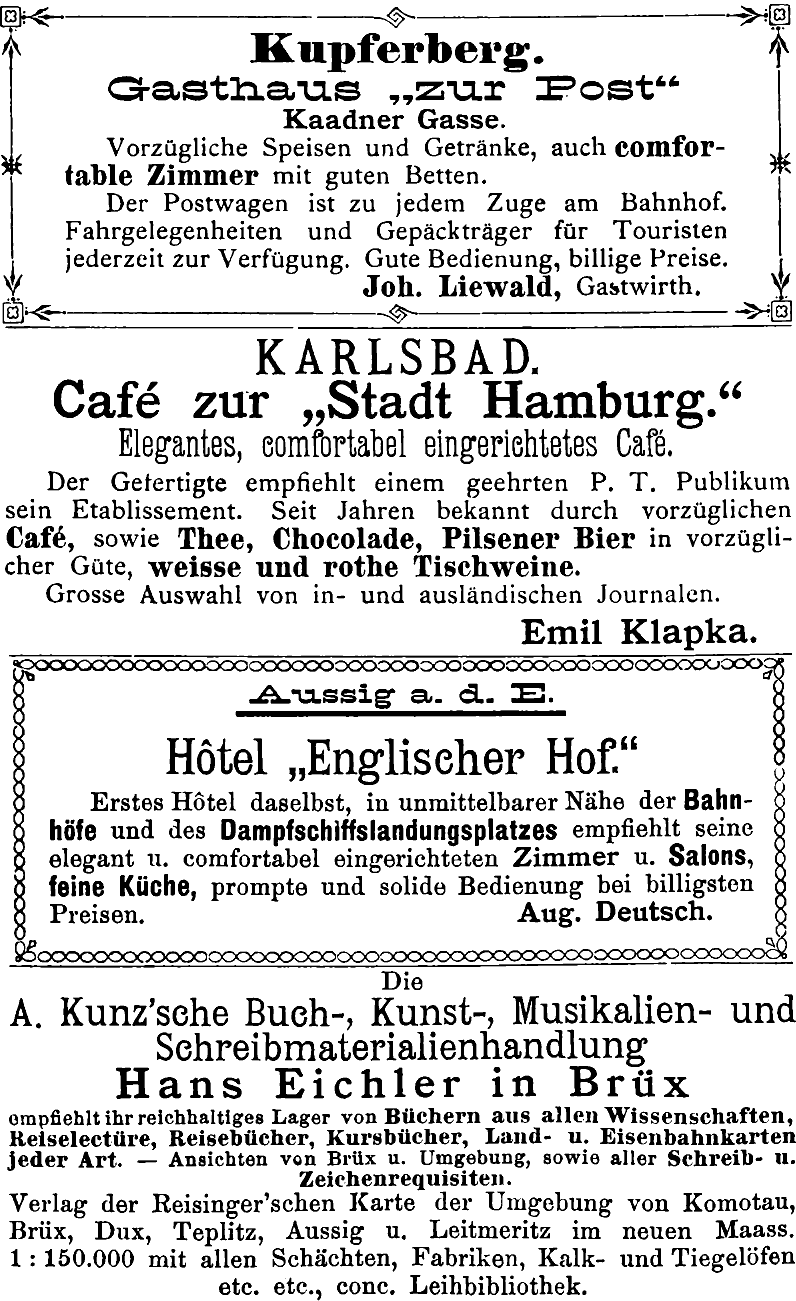 Kupferberg.
Gasthaus „zur Post“
Kaadner Gasse.
Vorzügliche Speisen und Getränke, auch comfor-
table Zimmer mit guten Betten.
Der Postwagen ist zu jedem Zuge am Bahnhof.
Fahrgelegenheiten und Gepäckträger für Touristen
jederzeit zur Verfügung. Gute Bedienung, billige Preise.
Joh. Liewald, Gastwirth.
KARLSBAD.
Café zur „Stadt Hamburg.“
Elegantes, comfortabel eingerichtetes Café.
Der Gefertigte empfiehlt einem geehrten P. T. Publikum
sein Etablissement. Seit Jahren bekannt durch vorzüglichen
Café, sowie Thee, Chocolade, Pilsener Bier in vorzügli-
cher Güte, weisse und rothe Tischweine.
Grosse Auswahl von in- und ausländischen Journalen.
Emil Klapka.
Aussig a. d. E.
Hôtel „Englischer Hof.“
Erstes Hôtel daselbst, in unmittelbarer Nähe der Bahn-
höfe und des Dampfschiffslandungsplatzes empfiehlt seine
elegant u. comfortabel eingerichteten Zimmer u. Salons,
feine Küche, prompte und solide Bedienung bei billigsten
Preisen. Aug. Deutsch.
Die
A. Kunz’sche Buch-, Kunst-, Musikalien- und
Schreibmaterialienhandlung
Hans Eichler in Brüx
empfiehlt ihr reichhaltiges Lager von Büchern aus allen Wissenschaften,
Reiselectüre, Reisebücher, Kursbücher, Land- u. Eisenbahnkarten
jeder Art. — Ansichten von Brüx u. Umgebung, sowie aller Schreib- u.
Zeichenrequisiten.
Verlag der Reisinger’schen Karte der Umgebung von Komotau,
Brüx, Dux, Teplitz, Aussig u. Leitmeritz im neuen Maass.
1 : 150.000 mit allen Schächten, Fabriken, Kalk- und Tiegelöfen
etc. etc., conc. Leihbibliothek.